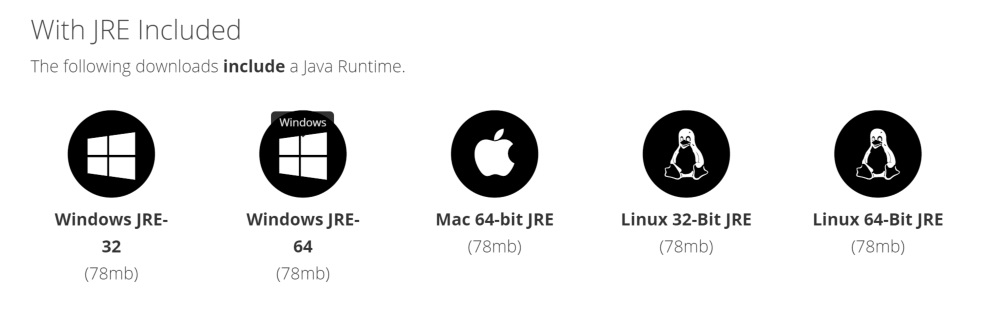 With JRE Included
The following downloads include a Java Runtime.
Windows
Windows JRE-
32
(78mb)
Windows JRE-
64
(78mb)
Mac 64-bit JRE
(78mb)
Linux 32-Bit JRE
(78mb)
Linux 64-Bit JRE
(78mb)